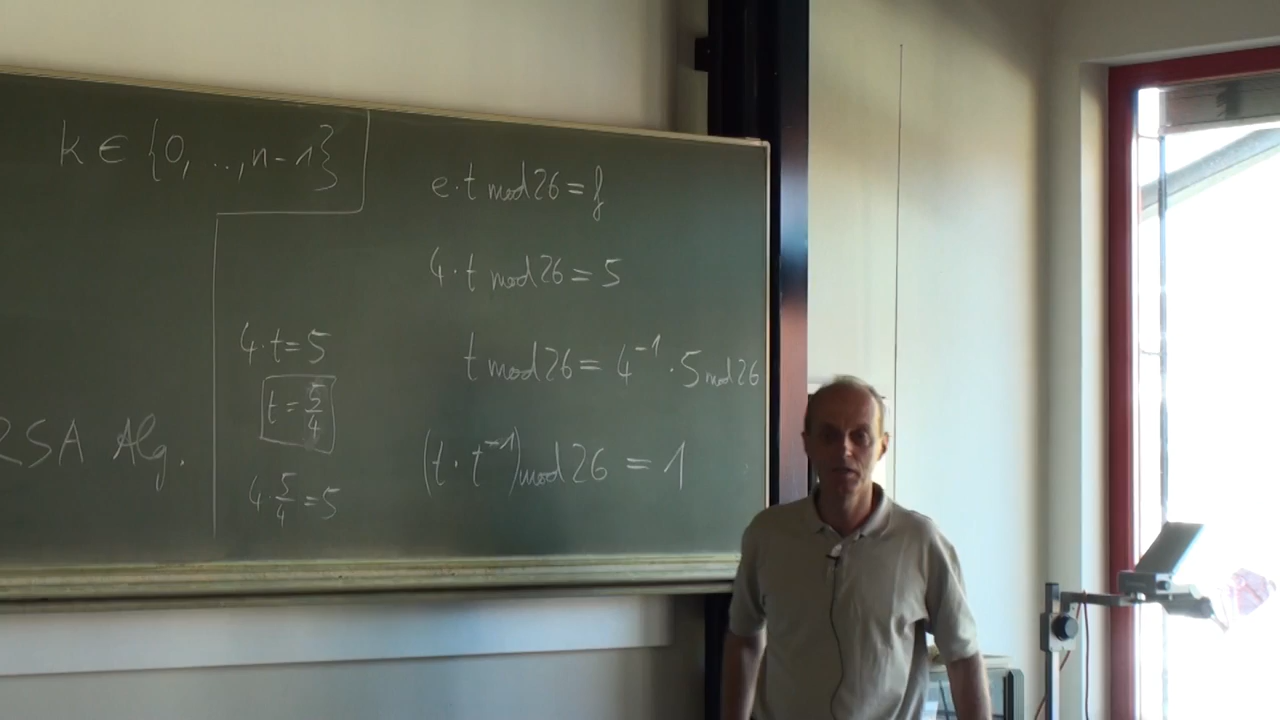 k ∈ {0, ..., n-1}
RSA Alg.
4·t=5
t=5/4
4·5/4=5
e·t mod 26 = f
4·t mod 26 = 5
t mod 26 = 4⁻¹·5 mod 26
(t·t⁻¹) mod 26 = 1